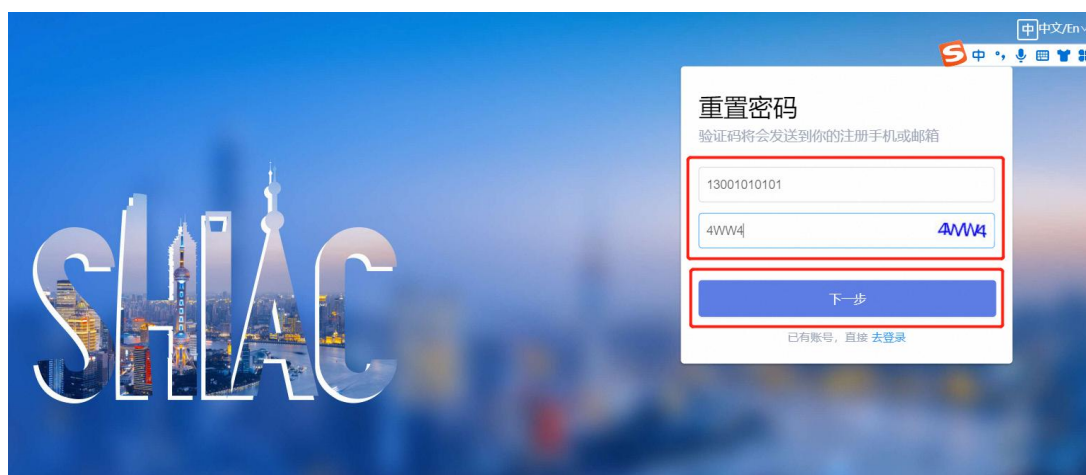 中 中文/En
中
重置密码
验证码将会发送到你的注册手机或邮箱
13001010101
4WW4 4WW4
下一步
已有账号，直接 去登录
SHIAC